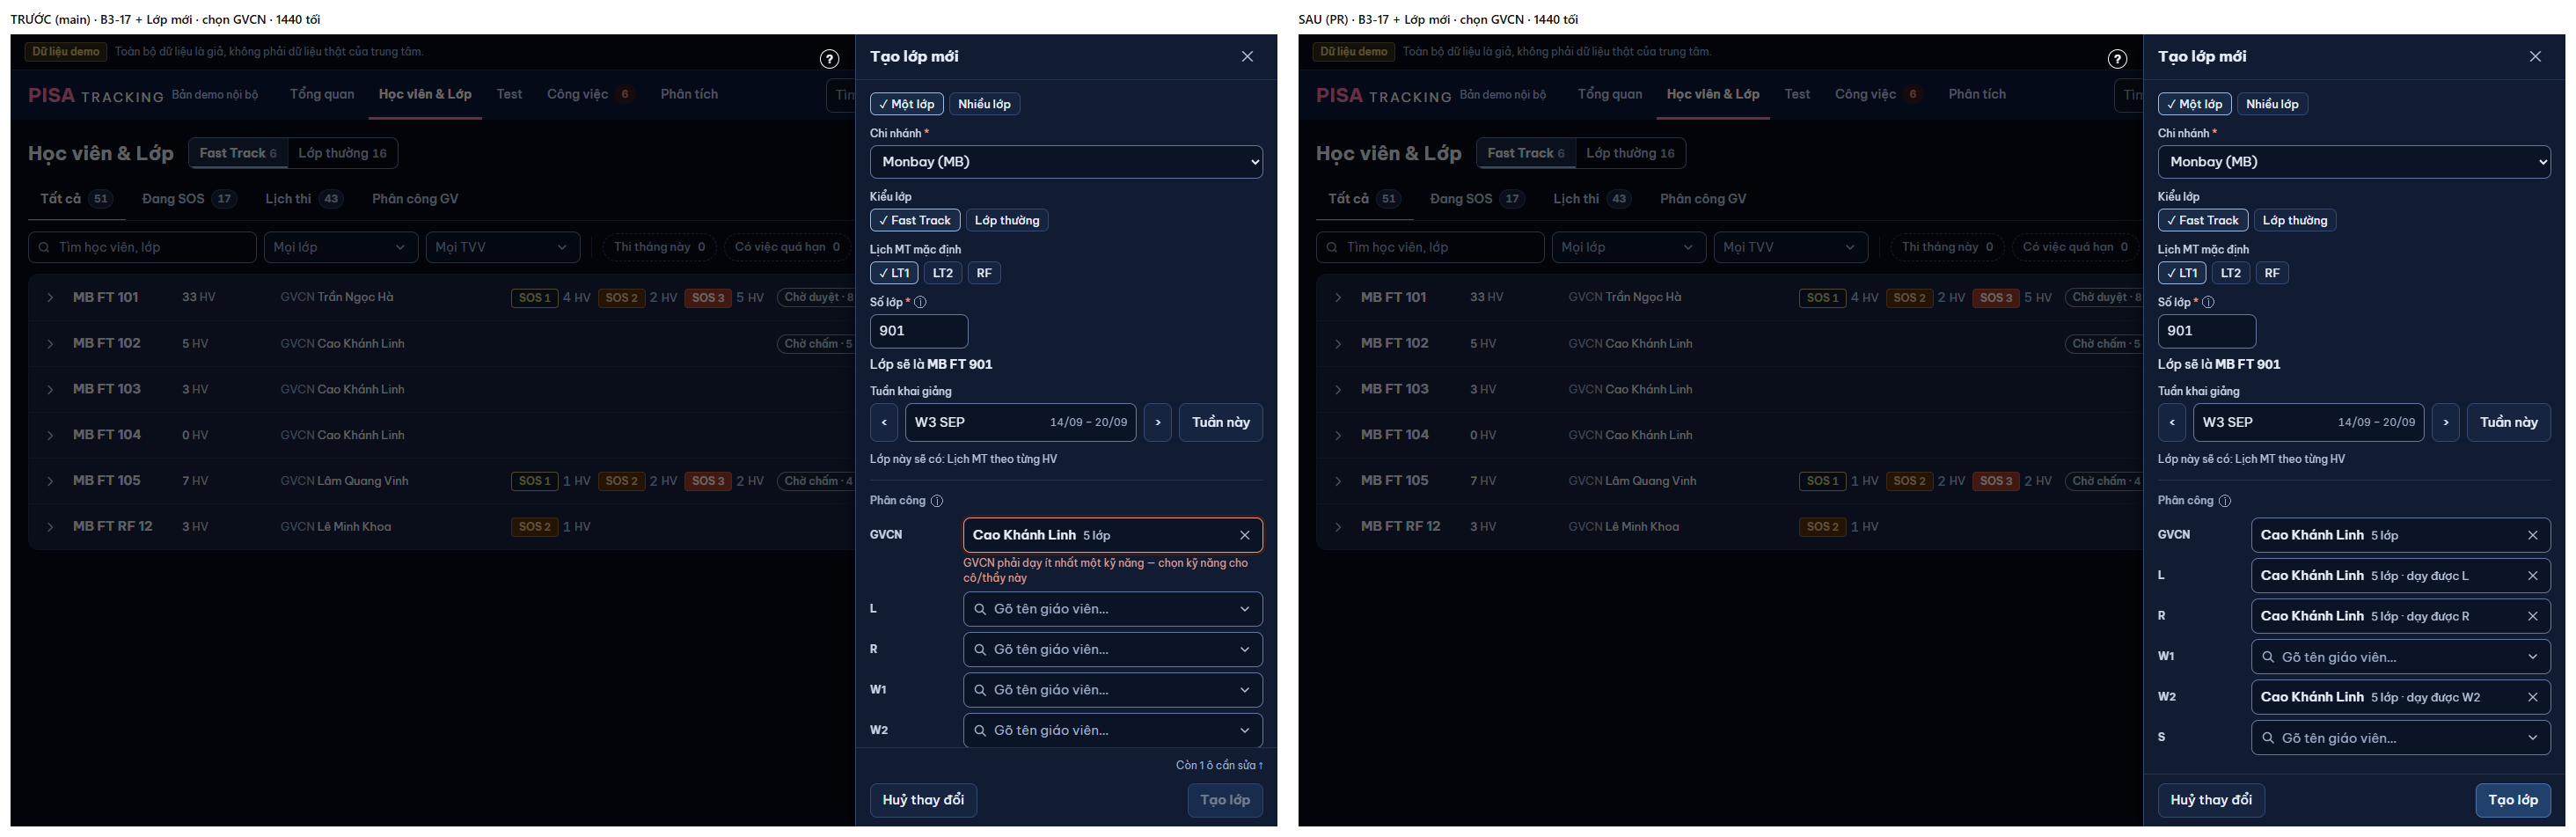 TRƯỚC (main) · B3-17 + Lớp mới · chọn GVCN · 1440 tối
Dữ liệu demo Toàn bộ dữ liệu là giả, không phải dữ liệu thật của trung tâm.
?
PISA TRACKING Bản demo nội bộ Tổng quan Học viên & Lớp Test Công việc 6 Phân tích Tìm
Học viên & Lớp Fast Track 6 Lớp thường 16
Tất cả 51 Đang SOS 17 Lịch thi 43 Phân công GV
Tìm học viên, lớp Mọi lớp Mọi TVV Thi tháng này 0 Có việc quá hạn 0
MB FT 101 33 HV GVCN Trần Ngọc Hà SOS 1 4 HV SOS 2 2 HV SOS 3 5 HV Chờ duyệt · 8
MB FT 102 5 HV GVCN Cao Khánh Linh Chờ chấm · 5
MB FT 103 3 HV GVCN Cao Khánh Linh
MB FT 104 0 HV GVCN Cao Khánh Linh
MB FT 105 7 HV GVCN Lâm Quang Vinh SOS 1 1 HV SOS 2 2 HV SOS 3 2 HV Chờ chấm · 4
MB FT RF 12 3 HV GVCN Lê Minh Khoa SOS 2 1 HV
Tạo lớp mới
✓ Một lớp Nhiều lớp
Chi nhánh *
Monbay (MB)
Kiểu lớp
✓ Fast Track Lớp thường
Lịch MT mặc định
✓ LT1 LT2 RF
Số lớp *
901
Lớp sẽ là MB FT 901
Tuần khai giảng
W3 SEP 14/09 – 20/09 Tuần này
Lớp này sẽ có: Lịch MT theo từng HV
Phân công
GVCN Cao Khánh Linh 5 lớp
GVCN phải dạy ít nhất một kỹ năng — chọn kỹ năng cho
cô/thầy này
L Gõ tên giáo viên...
R Gõ tên giáo viên...
W1 Gõ tên giáo viên...
W2 Gõ tên giáo viên...
Còn 1 ô cần sửa ↑
Huỷ thay đổi Tạo lớp
SAU (PR) · B3-17 + Lớp mới · chọn GVCN · 1440 tối
Dữ liệu demo Toàn bộ dữ liệu là giả, không phải dữ liệu thật của trung tâm.
?
PISA TRACKING Bản demo nội bộ Tổng quan Học viên & Lớp Test Công việc 6 Phân tích Tìm
Học viên & Lớp Fast Track 6 Lớp thường 16
Tất cả 51 Đang SOS 17 Lịch thi 43 Phân công GV
Tìm học viên, lớp Mọi lớp Mọi TVV Thi tháng này 0 Có việc quá hạn 0
MB FT 101 33 HV GVCN Trần Ngọc Hà SOS 1 4 HV SOS 2 2 HV SOS 3 5 HV Chờ duyệt · 8
MB FT 102 5 HV GVCN Cao Khánh Linh Chờ chấm · 5
MB FT 103 3 HV GVCN Cao Khánh Linh
MB FT 104 0 HV GVCN Cao Khánh Linh
MB FT 105 7 HV GVCN Lâm Quang Vinh SOS 1 1 HV SOS 2 2 HV SOS 3 2 HV Chờ chấm · 4
MB FT RF 12 3 HV GVCN Lê Minh Khoa SOS 2 1 HV
Tạo lớp mới
✓ Một lớp Nhiều lớp
Chi nhánh *
Monbay (MB)
Kiểu lớp
✓ Fast Track Lớp thường
Lịch MT mặc định
✓ LT1 LT2 RF
Số lớp *
901
Lớp sẽ là MB FT 901
Tuần khai giảng
W3 SEP 14/09 – 20/09 Tuần này
Lớp này sẽ có: Lịch MT theo từng HV
Phân công
GVCN Cao Khánh Linh 5 lớp
L Cao Khánh Linh 5 lớp · dạy được L
R Cao Khánh Linh 5 lớp · dạy được R
W1 Gõ tên giáo viên...
W2 Cao Khánh Linh 5 lớp · dạy được W2
S Gõ tên giáo viên...
Huỷ thay đổi Tạo lớp